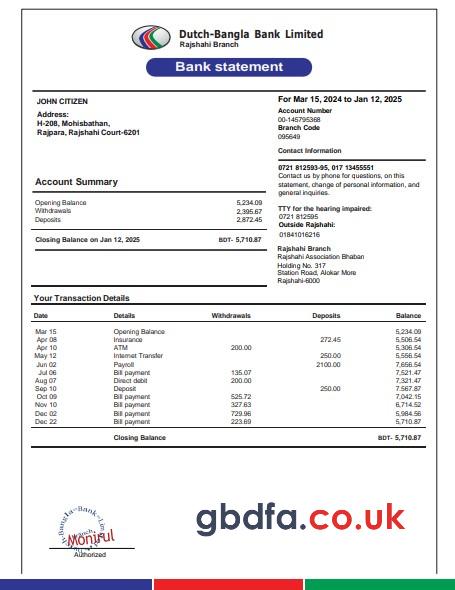 Dutch-Bangla Bank Limited
Rajshahi Branch
Bank statement
JOHN CITIZEN
Address:
H-208, Mohisbathan,
Rajpara, Rajshahi Court-6201
For Mar 15, 2024 to Jan 12, 2025
Account Number
00-145795368
Branch Code
095649
Contact Information
0721 812593-95, 017 13455551
Contact us by phone for questions, on this
statement, change of personal information, and
general inquiries.
TTY for the hearing impaired:
0721 812595
Outside Rajshahi:
01841016216
Rajshahi Branch
Rajshahi Association Bhaban
Holding No. 317
Station Road, Alokar More
Rajshahi-6000
Account Summary
Opening Balance 5,234.09
Withdrawals 2,395.67
Deposits 2,872.45
Closing Balance on Jan 12, 2025 BDT- 5,710.87
Your Transaction Details
Date Details Withdrawals Deposits Balance
Mar 15 Opening Balance 5,234.09
Apr 08 Insurance 272.45 5,506.54
Apr 10 ATM 200.00 5,306.54
May 12 Internet Transfer 250.00 5,556.54
Jun 02 Payroll 2100.00 7,656.54
Jul 06 Bill payment 135.07 7,521.47
Aug 07 Direct debit 200.00 7,321.47
Sep 10 Deposit 250.00 7,567.87
Oct 09 Bill payment 525.72 7,042.15
Nov 10 Bill payment 327.63 6,714.52
Dec 02 Bill payment 729.96 5,984.56
Dec 22 Bill payment 223.69 5,710.87
Closing Balance BDT- 5,710.87
Monirul
Authorized
gbdfa.co.uk